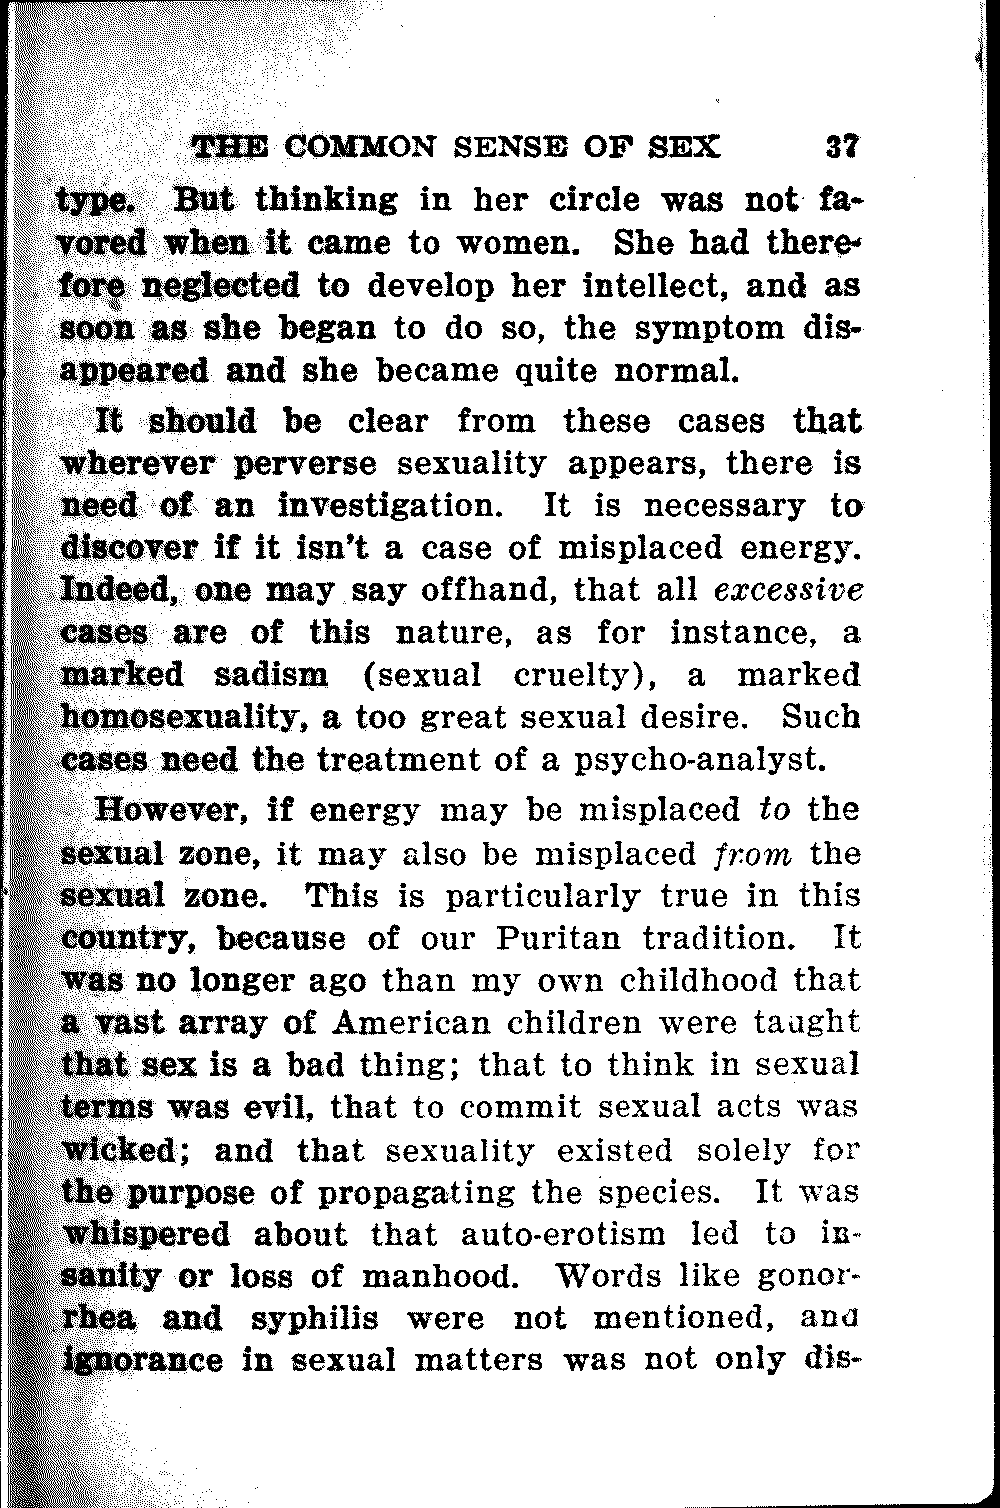 THE COMMON SENSE OF SEX 37
type. But thinking in her circle was not fa-
vored when it came to women. She had there-
fore neglected to develop her intellect, and as
soon as she began to do so, the symptom dis-
appeared and she became quite normal.
It should be clear from these cases that
wherever perverse sexuality appears, there is
need of an investigation. It is necessary to
discover if it isn't a case of misplaced energy.
Indeed, one may say offhand, that all excessive
cases are of this nature, as for instance, a
marked sadism (sexual cruelty), a marked
homosexuality, a too great sexual desire. Such
cases need the treatment of a psycho-analyst.
However, if energy may be misplaced to the
sexual zone, it may also be misplaced from the
sexual zone. This is particularly true in this
country, because of our Puritan tradition. It
was no longer ago than my own childhood that
a vast array of American children were taught
that sex is a bad thing; that to think in sexual
terms was evil, that to commit sexual acts was
wicked; and that sexuality existed solely for
the purpose of propagating the species. It was
whispered about that auto-erotism led to in-
sanity or loss of manhood. Words like gonor-
rhea and syphilis were not mentioned, and
ignorance in sexual matters was not only dis-